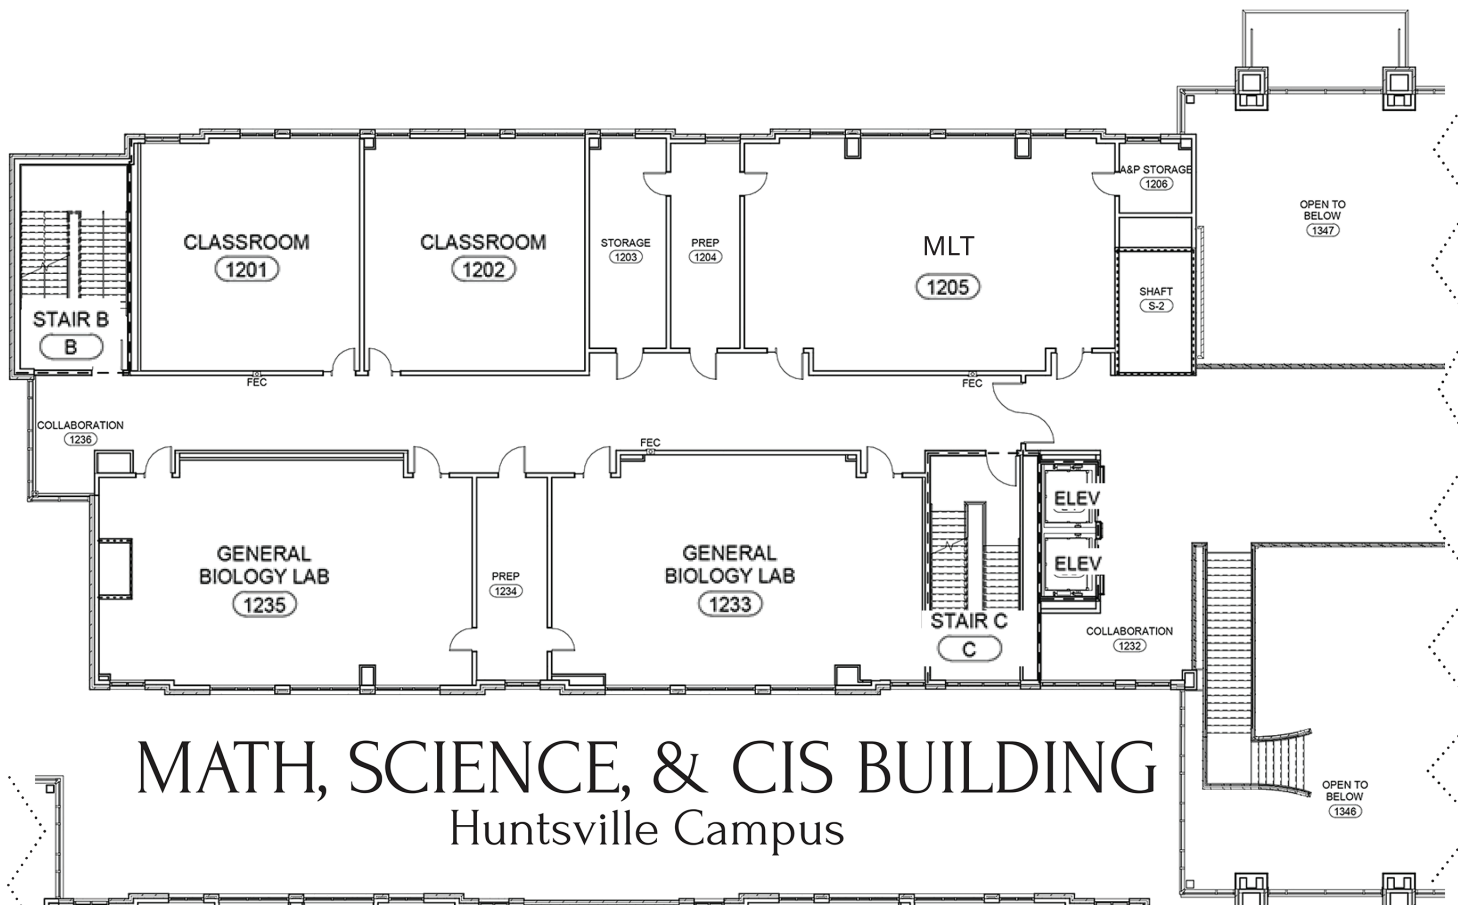 A&P STORAGE
1206
OPEN TO
BELOW
1347
CLASSROOM
1201
CLASSROOM
1202
STORAGE
1203
PREP
1204
MLT
1205
SHAFT
S-2
STAIR B
B
FEC
FEC
COLLABORATION
1236
FEC
ELEV
ELEV
GENERAL
BIOLOGY LAB
1235
PREP
1234
GENERAL
BIOLOGY LAB
1233
STAIR C
C
COLLABORATION
1232
MATH, SCIENCE, & CIS BUILDING
Huntsville Campus
OPEN TO
BELOW
1346